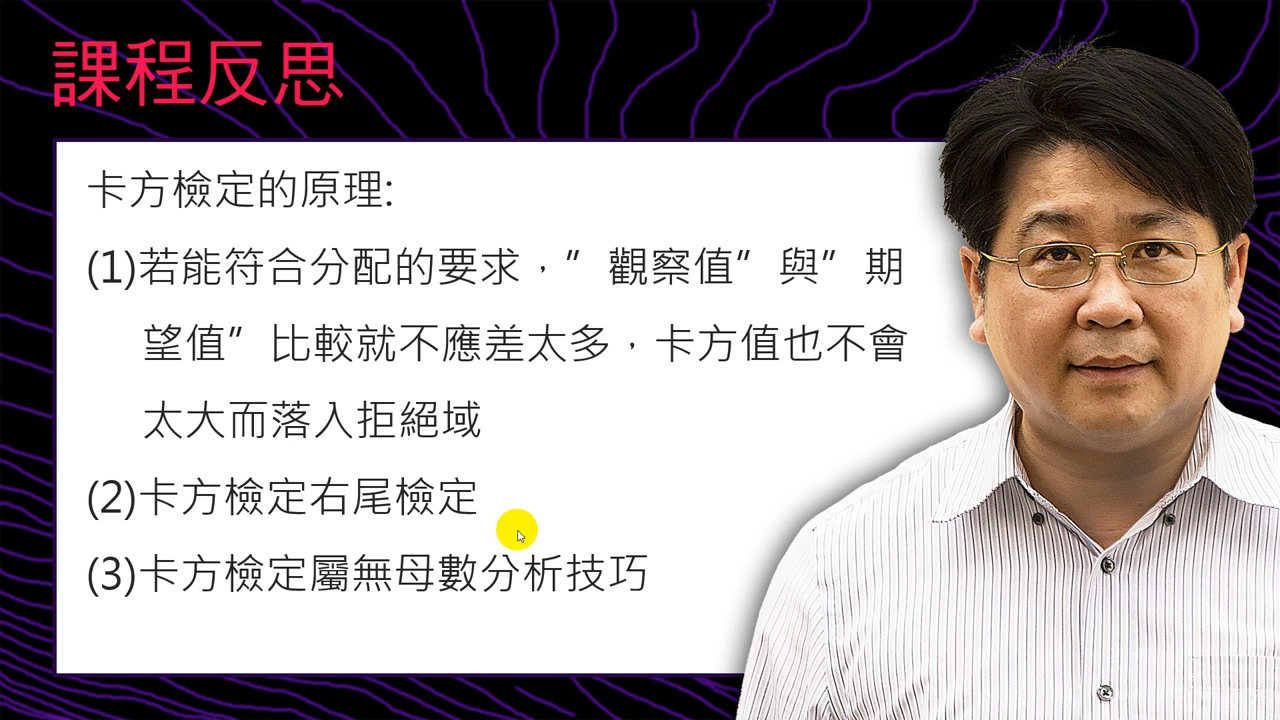 課程反思
卡方檢定的原理:
(1)若能符合分配的要求，”觀察值”與”期
望值”比較就不應差太多，卡方值也不會
太大而落入拒絕域
(2)卡方檢定右尾檢定
(3)卡方檢定屬無母數分析技巧